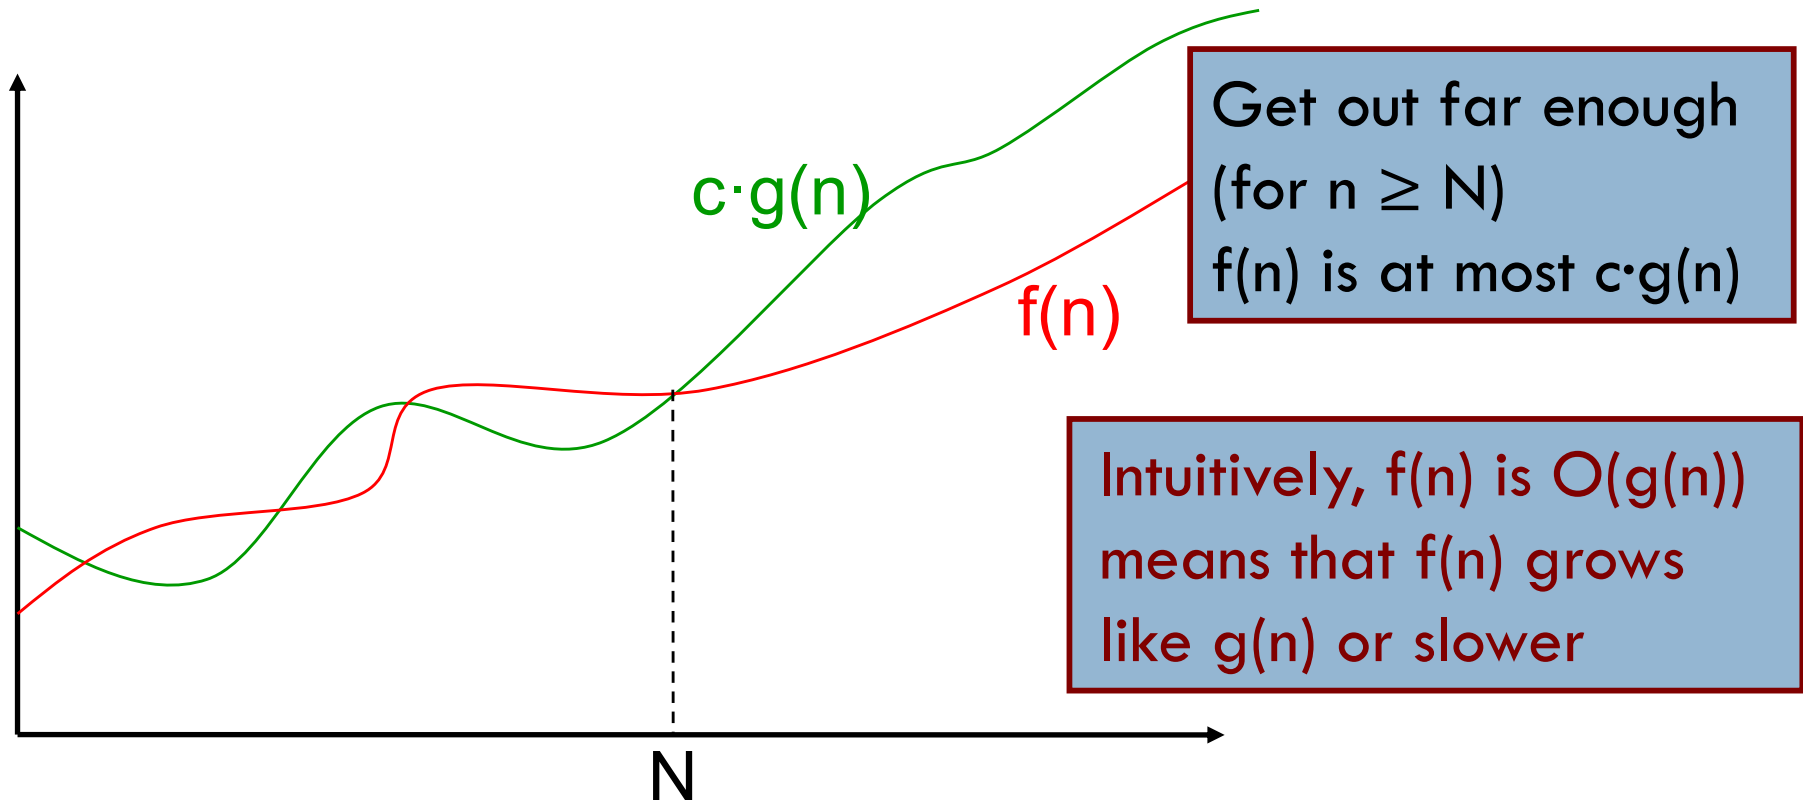 Get out far enough
(for n ≥ N)
f(n) is at most c·g(n)
c·g(n)
f(n)
Intuitively, f(n) is O(g(n))
means that f(n) grows
like g(n) or slower
N